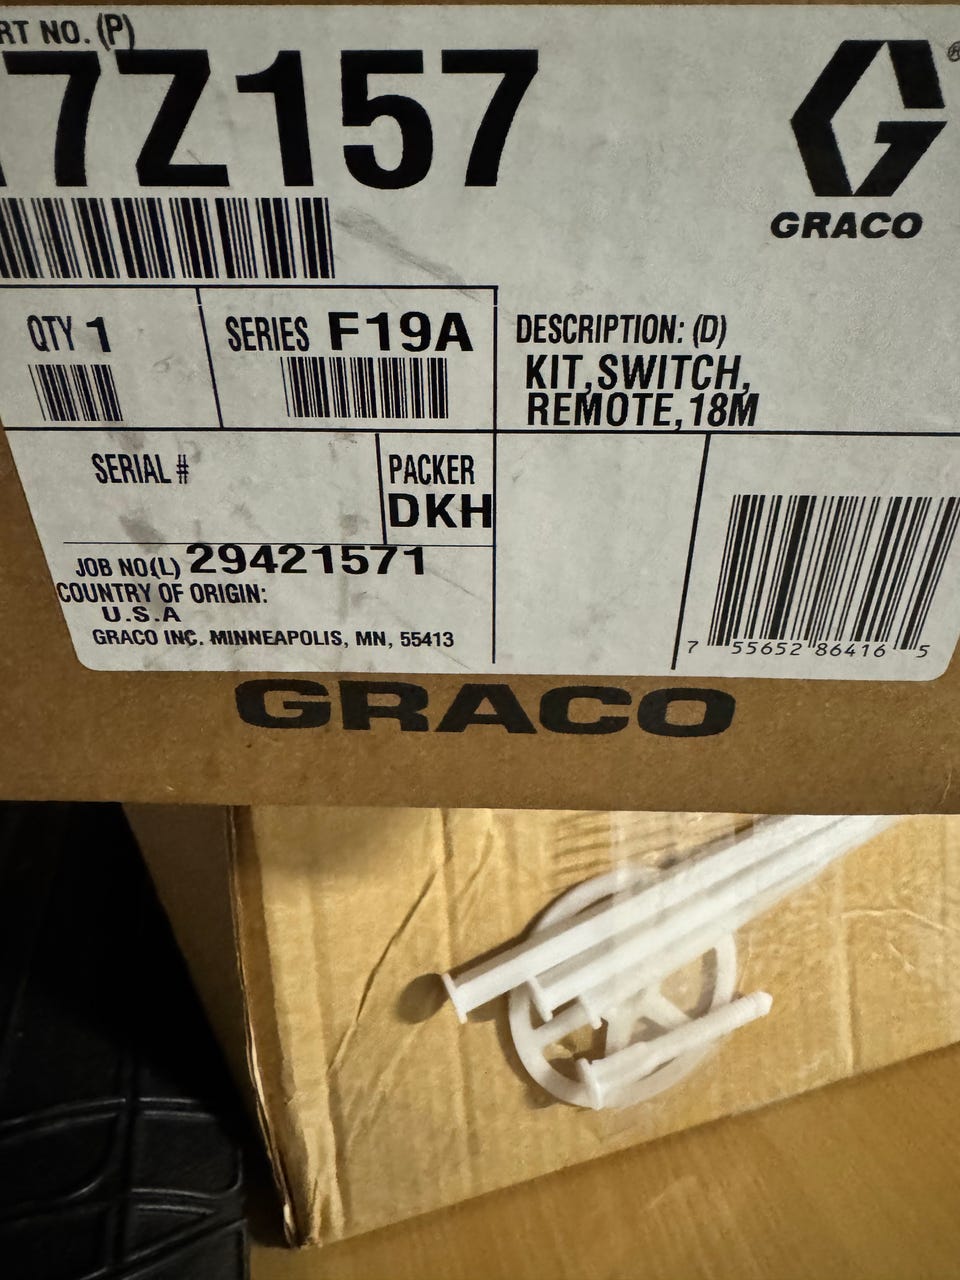 RT NO. (P)
7Z157
®
GRACO
QTY 1
SERIES F19A
DESCRIPTION: (D)
KIT,SWITCH,
REMOTE,18M
SERIAL #
PACKER
DKH
JOB NO(L) 29421571
COUNTRY OF ORIGIN:
U.S.A
GRACO INC. MINNEAPOLIS, MN, 55413
7 55652 86416 5
GRACO